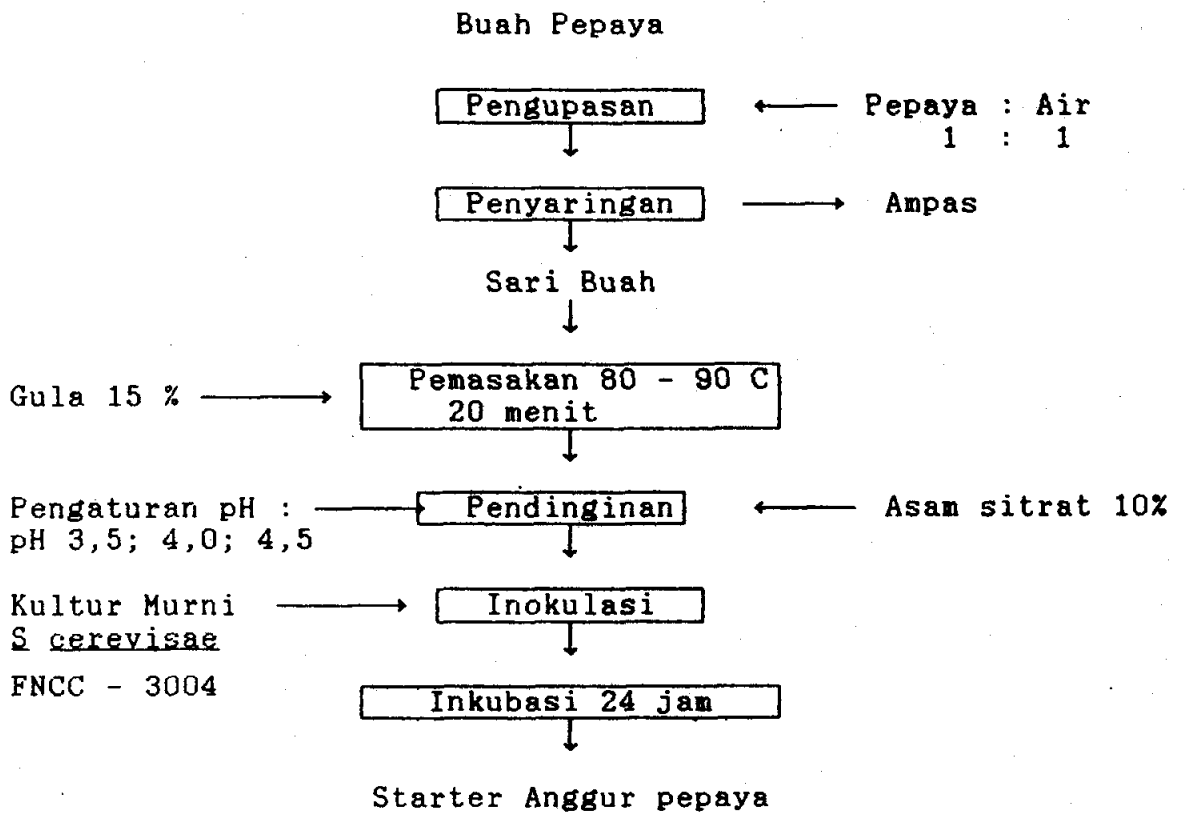 Buah Pepaya
Pengupasan
Pepaya : Air
1 : 1
Penyaringan
Ampas
Sari Buah
Gula 15 %
Pemasakan 80 - 90 C
20 menit
Pengaturan pH :
pH 3,5; 4,0; 4,5
Pendinginan
Asam sitrat 10%
Kultur Murni
S cerevisae
FNCC - 3004
Inokulasi
Inkubasi 24 jam
Starter Anggur pepaya